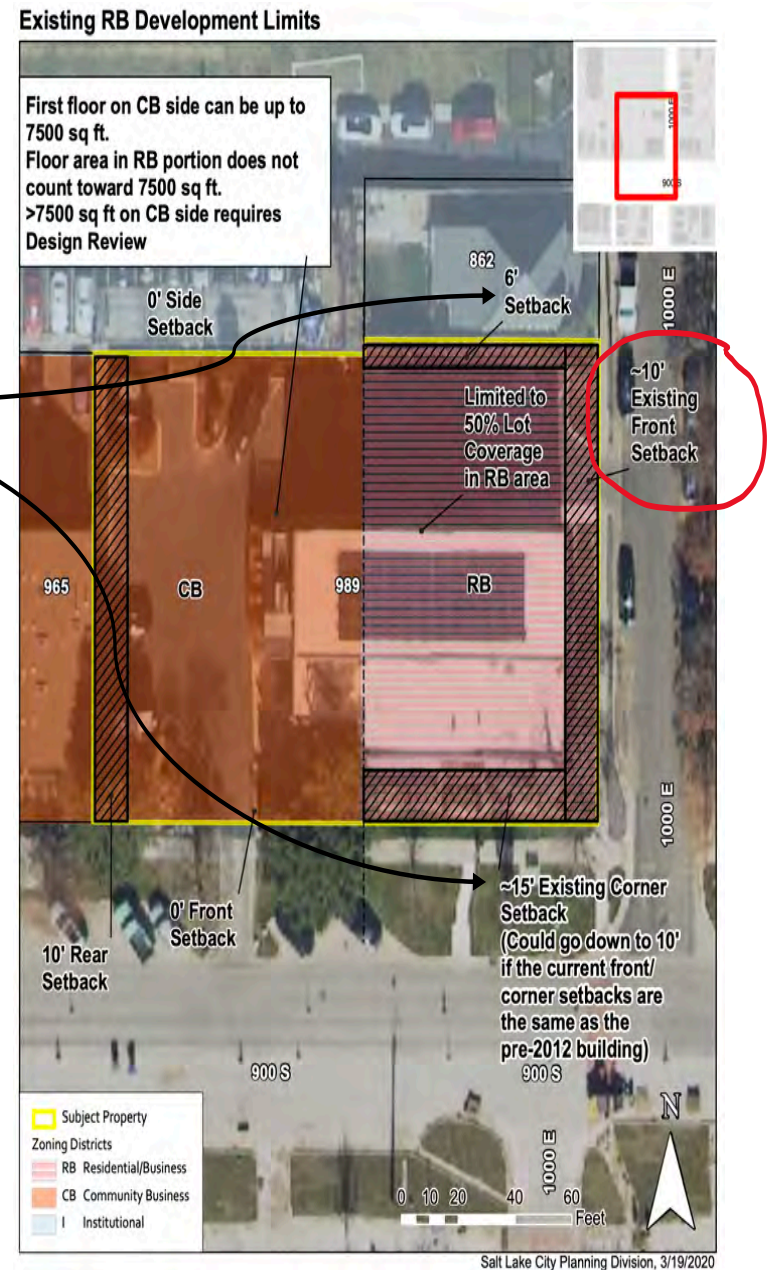 Existing RB Development Limits
First floor on CB side can be up to
7500 sq ft.
Floor area in RB portion does not
count toward 7500 sq ft.
>7500 sq ft on CB side requires
Design Review
1000 E
900 S
862
6'
Setback
1000 E
0' Side
Setback
~10'
Existing
Front
Setback
Limited to
50% Lot
Coverage
in RB area
965
CB
989
RB
1000 E
10' Rear
Setback
0' Front
Setback
~15' Existing Corner
Setback
(Could go down to 10'
if the current front/
corner setbacks are
the same as the
pre-2012 building)
900 S
900 S
1000 E
N
Subject Property
Zoning Districts
RB Residential/Business
CB Community Business
I Institutional
0 10 20 40 60
Feet
Salt Lake City Planning Division, 3/19/2020